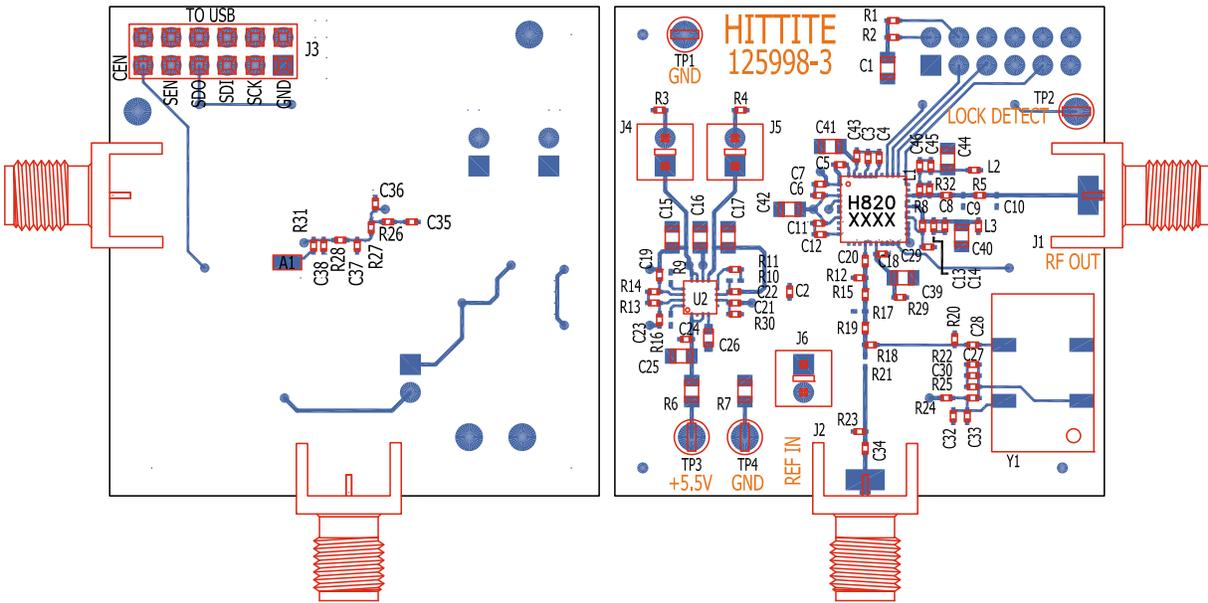 TO USB
J3
CEN
SEN
SDO
SDI
SCK
GND
C36
R31
R26
C35
A1
C38
R28
C37
R27
HITTITE
125998-3
TP1
GND
R1
R2
C1
R3
R4
TP2
LOCK DETECT
J4
J5
C41
C43
C3
C4
C46
C45
C44
C5
L1
L2
C7
C6
R32
R5
C15
C16
C17
C42
H820
XXXX
R8
C8
C9
C10
C11
C12
L3
C40
J1
RF OUT
C19
R9
R11
R10
C20
C18
C29
C13
C14
R14
R13
U2
C22
C21
R30
C2
R12
R15
C39
R29
R17
C23
R16
C24
C26
C25
R19
R18
R20
C28
J6
R21
R22
C27
C30
R25
R6
R7
R24
C32
C33
R23
J2
C34
Y1
TP3
+5.5V
TP4
GND
REF IN